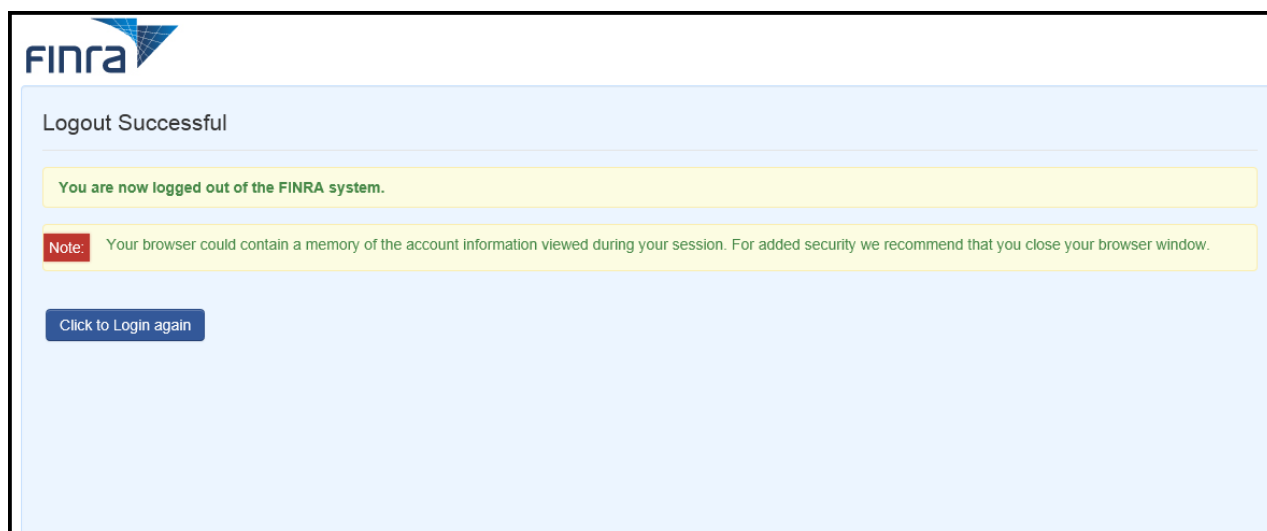 Finra
Logout Successful
You are now logged out of the FINRA system.
Note: Your browser could contain a memory of the account information viewed during your session. For added security we recommend that you close your browser window.
Click to Login again